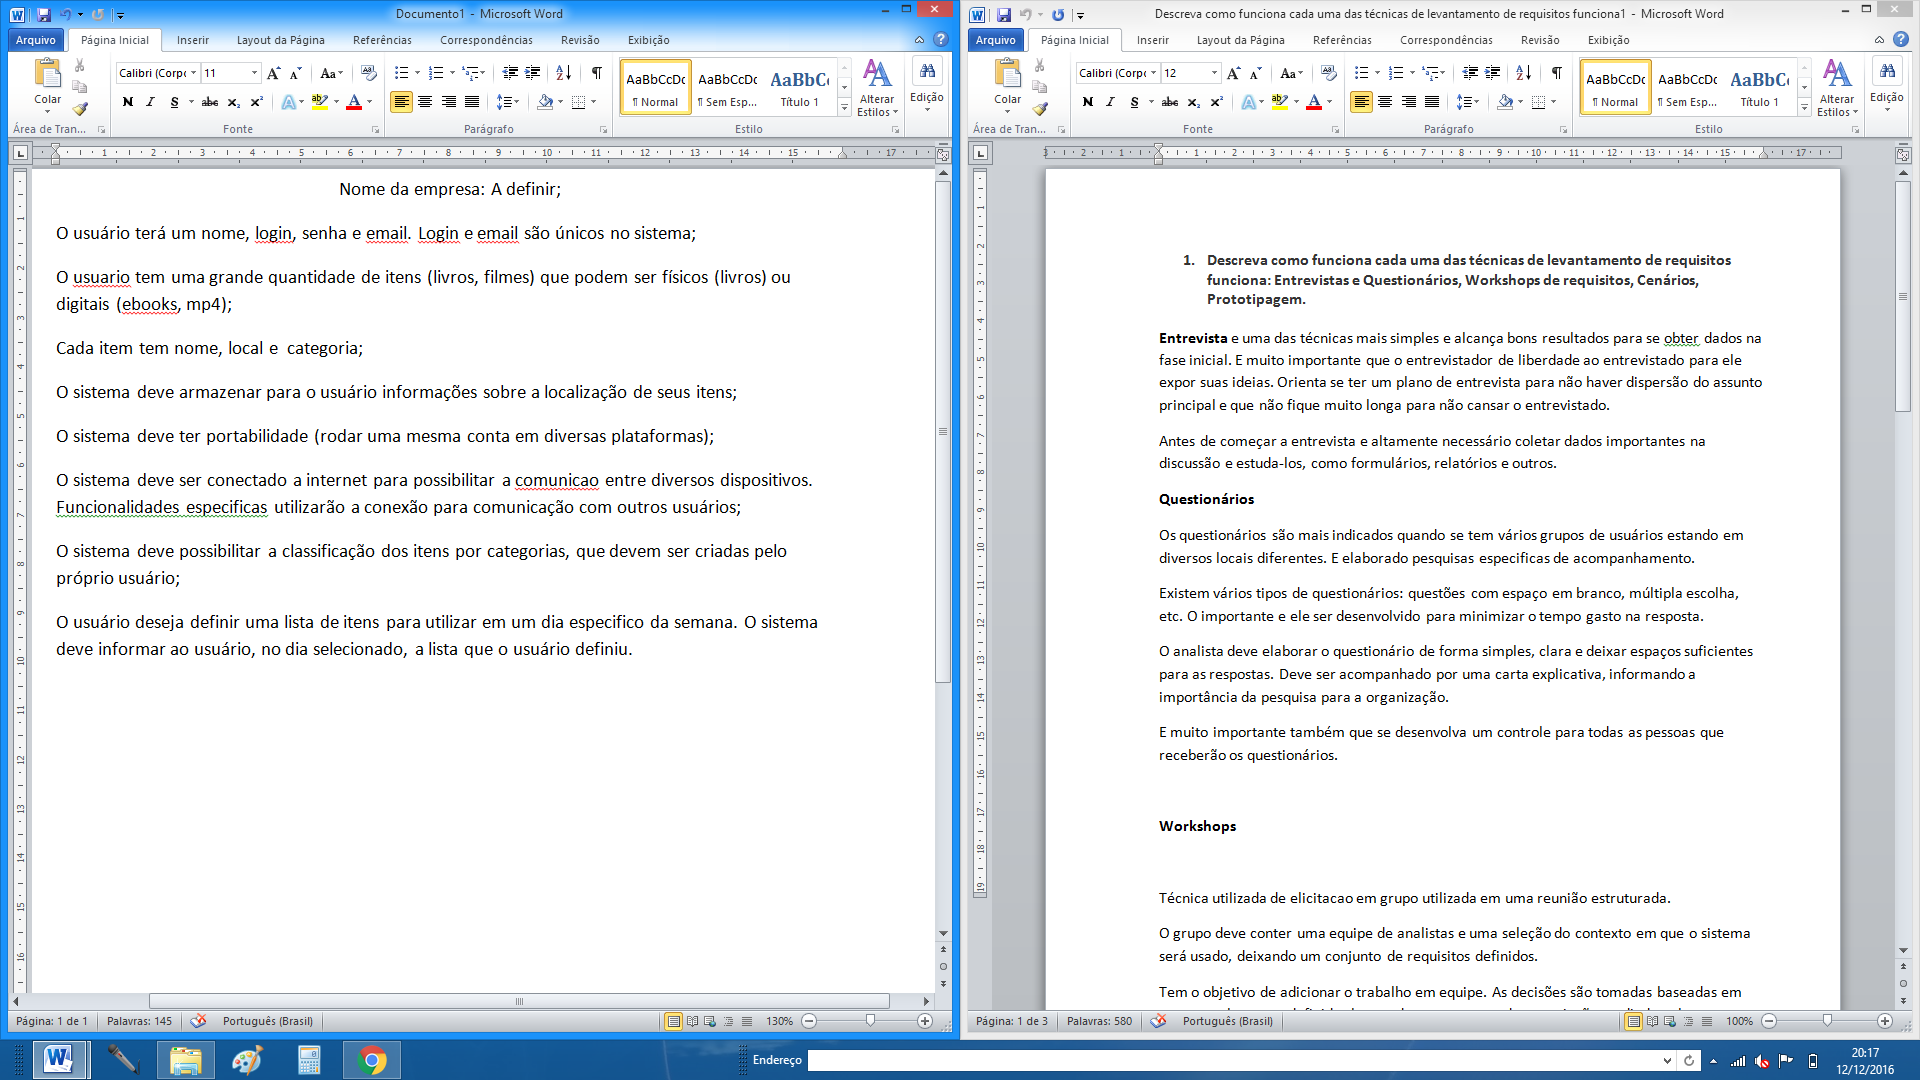 Documento1 - Microsoft Word
Arquivo Página Inicial Inserir Layout da Página Referências Correspondências Revisão Exibição
Calibri (Corpc 11
Colar
N I S abc x₂ x²
AaBbCcDc AaBbCcDc AaBbCc
¶ Normal ¶ Sem Esp... Título 1
Alterar Estilos
Edição
Área de Tran... Fonte Parágrafo Estilo
Nome da empresa: A definir;
O usuário terá um nome, login, senha e email. Login e email são únicos no sistema;
O usuario tem uma grande quantidade de itens (livros, filmes) que podem ser físicos (livros) ou
digitais (ebooks, mp4);
Cada item tem nome, local e categoria;
O sistema deve armazenar para o usuário informações sobre a localização de seus itens;
O sistema deve ter portabilidade (rodar uma mesma conta em diversas plataformas);
O sistema deve ser conectado a internet para possibilitar a comunicao entre diversos dispositivos.
Funcionalidades especificas utilizarão a conexão para comunicação com outros usuários;
O sistema deve possibilitar a classificação dos itens por categorias, que devem ser criadas pelo
próprio usuário;
O usuário deseja definir uma lista de itens para utilizar em um dia especifico da semana. O sistema
deve informar ao usuário, no dia selecionado, a lista que o usuário definiu.
Página: 1 de 1 Palavras: 145 Português (Brasil) 130%
Descreva como funciona cada uma das técnicas de levantamento de requisitos funciona1 - Microsoft Word
Arquivo Página Inicial Inserir Layout da Página Referências Correspondências Revisão Exibição
Calibri (Corpc 12
Colar
N I S abc x₂ x²
AaBbCcDc AaBbCcDc AaBbCc
¶ Normal ¶ Sem Esp... Título 1
Alterar Estilos
Edição
Área de Tran... Fonte Parágrafo Estilo
1. Descreva como funciona cada uma das técnicas de levantamento de requisitos
funciona: Entrevistas e Questionários, Workshops de requisitos, Cenários,
Prototipagem.
Entrevista e uma das técnicas mais simples e alcança bons resultados para se obter dados na
fase inicial. E muito importante que o entrevistador de liberdade ao entrevistado para ele
expor suas ideias. Orienta se ter um plano de entrevista para não haver dispersão do assunto
principal e que não fique muito longa para não cansar o entrevistado.
Antes de começar a entrevista e altamente necessário coletar dados importantes na
discussão e estuda-los, como formulários, relatórios e outros.
Questionários
Os questionários são mais indicados quando se tem vários grupos de usuários estando em
diversos locais diferentes. E elaborado pesquisas especificas de acompanhamento.
Existem vários tipos de questionários: questões com espaço em branco, múltipla escolha,
etc. O importante e ele ser desenvolvido para minimizar o tempo gasto na resposta.
O analista deve elaborar o questionário de forma simples, clara e deixar espaços suficientes
para as respostas. Deve ser acompanhado por uma carta explicativa, informando a
importância da pesquisa para a organização.
E muito importante também que se desenvolva um controle para todas as pessoas que
receberão os questionários.
Workshops
Técnica utilizada de elicitacao em grupo utilizada em uma reunião estruturada.
O grupo deve conter uma equipe de analistas e uma seleção do contexto em que o sistema
será usado, deixando um conjunto de requisitos definidos.
Tem o objetivo de adicionar o trabalho em equipe. As decisões são tomadas baseadas em
Página: 1 de 3 Palavras: 580 Português (Brasil) 100%
Endereço
20:17
12/12/2016